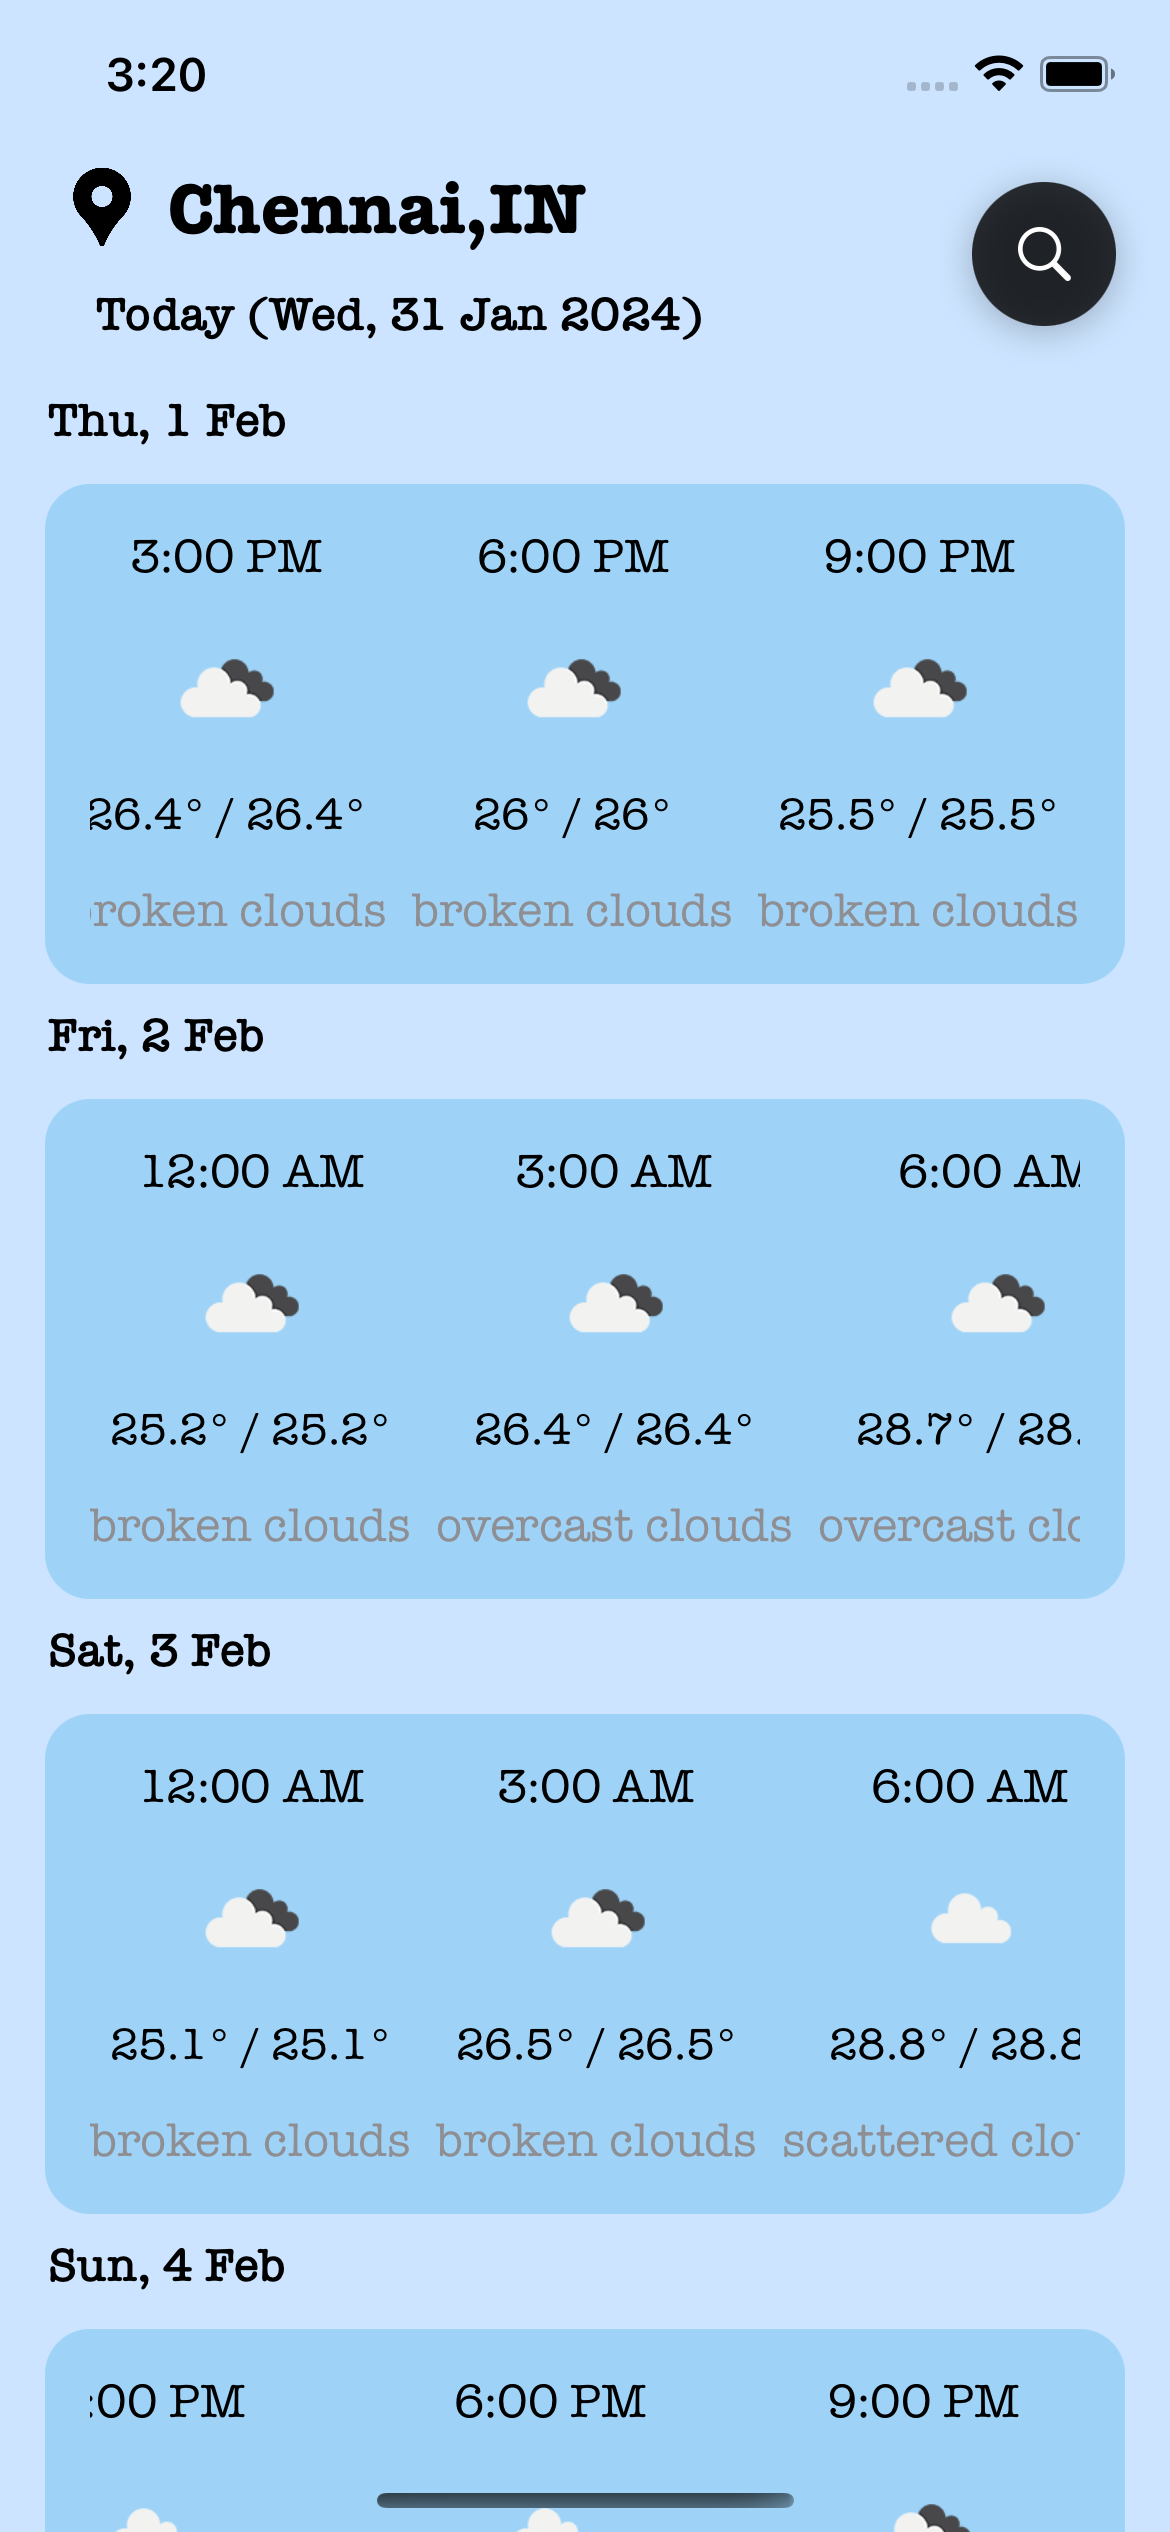 3:20
Chennai,IN
Today (Wed, 31 Jan 2024)
Thu, 1 Feb
3:00 PM 6:00 PM 9:00 PM
26.4° / 26.4° 26° / 26° 25.5° / 25.5°
roken clouds broken clouds broken clouds
Fri, 2 Feb
12:00 AM 3:00 AM 6:00 AM
25.2° / 25.2° 26.4° / 26.4° 28.7° / 28.
broken clouds overcast clouds overcast clo
Sat, 3 Feb
12:00 AM 3:00 AM 6:00 AM
25.1° / 25.1° 26.5° / 26.5° 28.8° / 28.8
broken clouds broken clouds scattered clo
Sun, 4 Feb
:00 PM 6:00 PM 9:00 PM